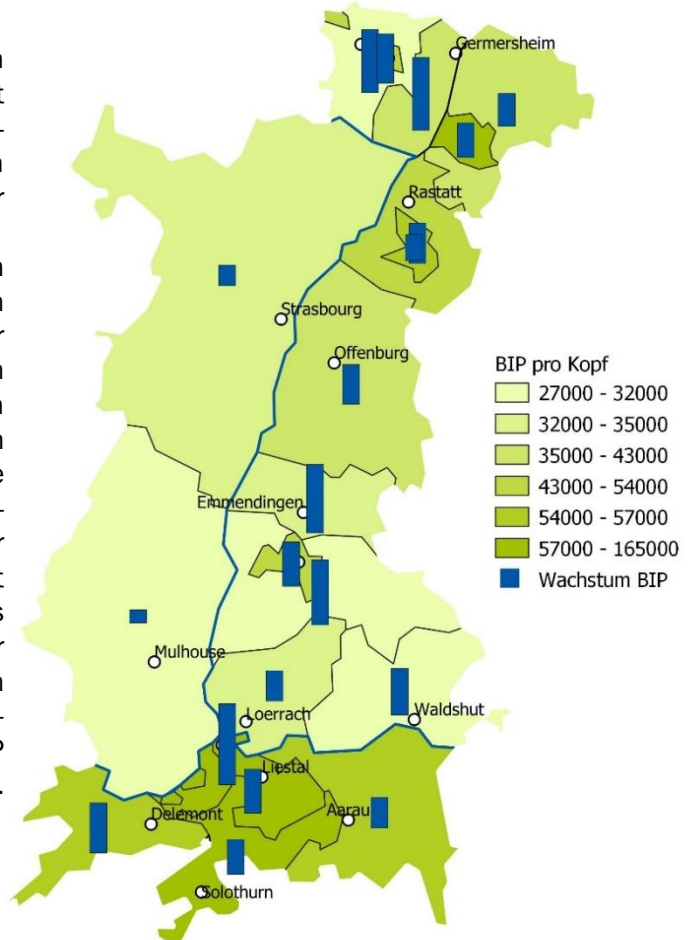 Germersheim
Rastatt
Strasbourg
Offenburg
BIP pro Kopf
27000 - 32000
32000 - 35000
35000 - 43000
43000 - 54000
54000 - 57000
57000 - 165000
Wachstum BIP
Emmendingen
Mulhouse
Loerrach
Waldshut
Liestal
Delemont
Aarau
Solothurn